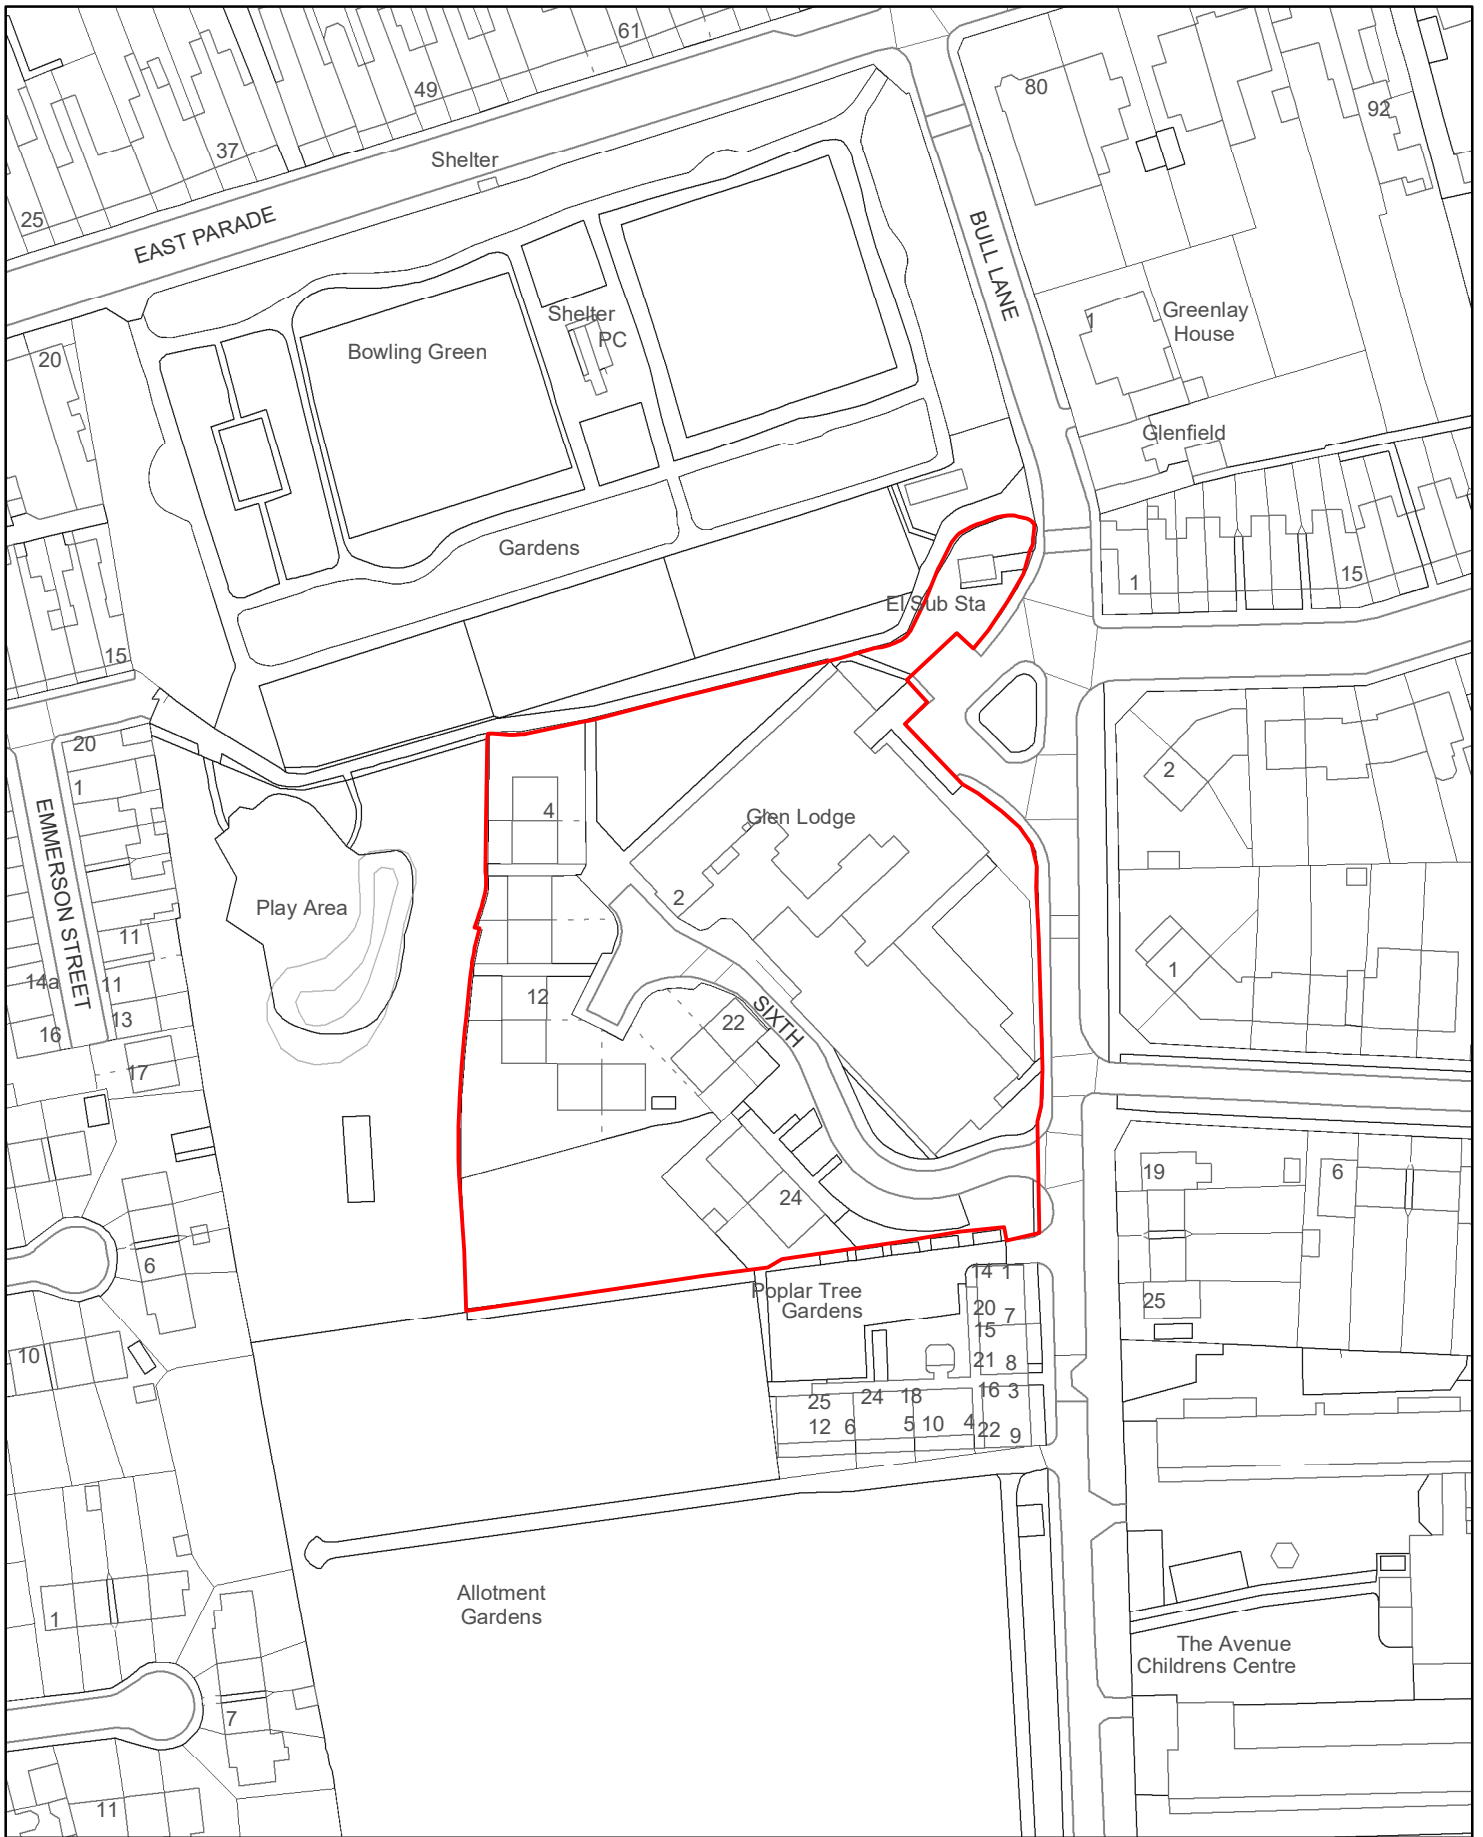 61
49
80
92
37
Shelter
25
EAST PARADE
BULL LANE
Shelter
PC
1
Greenlay
House
Bowling Green
20
Glenfield
Gardens
1
15
El Sub Sta
15
20
1
2
EMMERSON STREET
4
Glen Lodge
2
Play Area
11
14a
11
12
1
13
16
22
SIXTH
17
24
19
6
6
Poplar Tree
Gardens
14 1
20
7
15
25
10
21 8
16 3
25
24 18
12 6
5 10 4
22
9
Allotment
Gardens
1
The Avenue
Childrens Centre
7
11